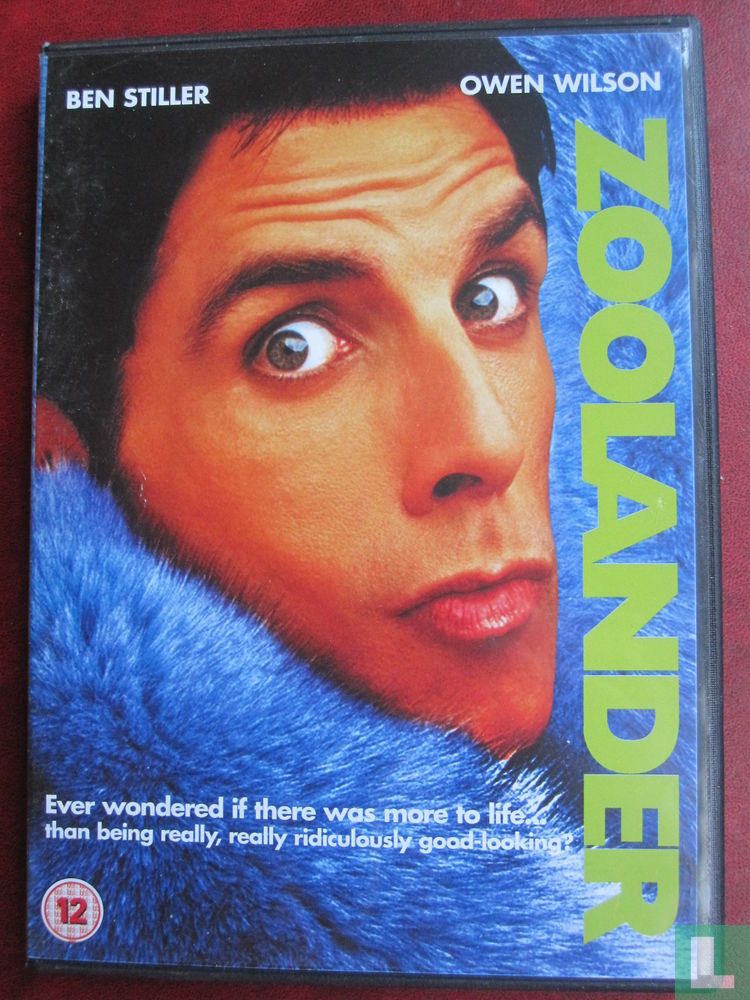 BEN STILLER
OWEN WILSON
ZOOLANDER
Ever wondered if there was more to life...
than being really, really ridiculously good-looking?
12
L